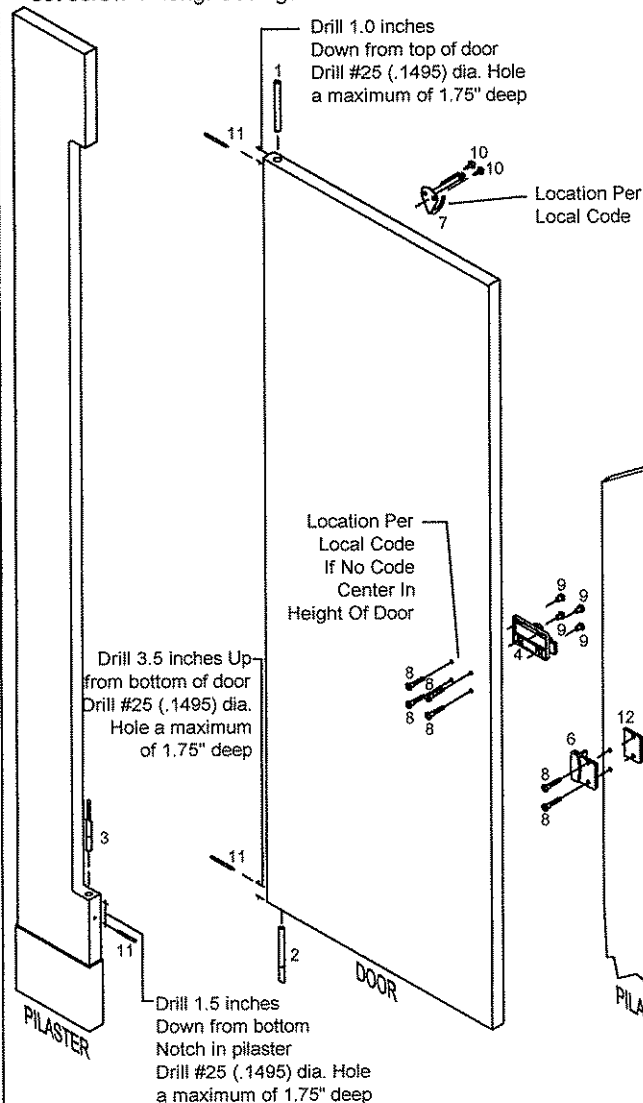 Drill 1.0 inches
Down from top of door
Drill #25 (.1495) dia. Hole
a maximum of 1.75" deep
1
11
10
10
7
Location Per
Local Code
Location Per
Local Code
If No Code
Center In
Height Of Door
9
9
9
9
4
8
8
8
8
Drill 3.5 inches Up
from bottom of door
Drill #25 (.1495) dia.
Hole a maximum
of 1.75" deep
6
12
8
8
3
11
11
2
DOOR
PILASTER
Drill 1.5 inches
Down from bottom
Notch in pilaster
Drill #25 (.1495) dia. Hole
a maximum of 1.75" deep
PILA